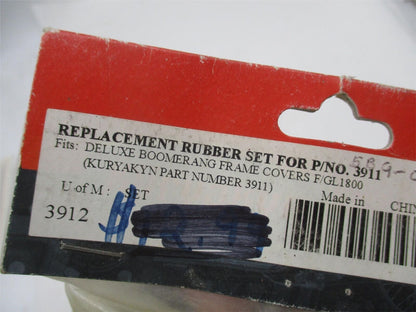 REPLACEMENT RUBBER SET FOR P/NO. 3911
Fits: DELUXE BOOMERANG FRAME COVERS F/GL1800
(KURYAKYN PART NUMBER 3911)
U of M: SET
Made in
3912